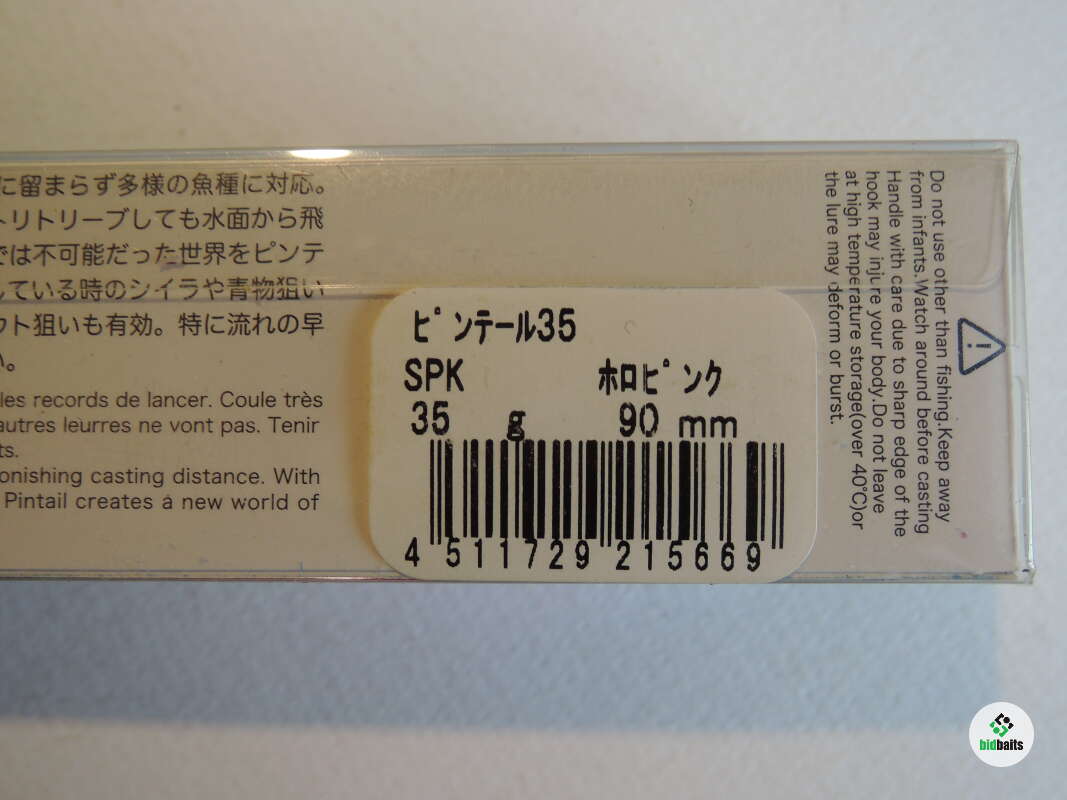 に留まらず多様の魚種に対応。
トリトリーブしても水面から飛
では不可能だった世界をピンテ
している時のシイラや青物狙い
ウト狙いも有効。特に流れの早
い。
les records de lancer. Coule très
autres leurres ne vont pas. Tenir
ts.
onishing casting distance. With
Pintail creates a new world of
ピンテール35
SPK ホロピンク
35 g 90 mm
4 511729 215669
Do not use other than fishing.Keep away
from infants.Watch around before casting
Handle with care due to sharp edge of the
hook may injure your body.Do not leave
at high temperature storage(over 40℃)or
the lure may deform or burst.
bidbaits